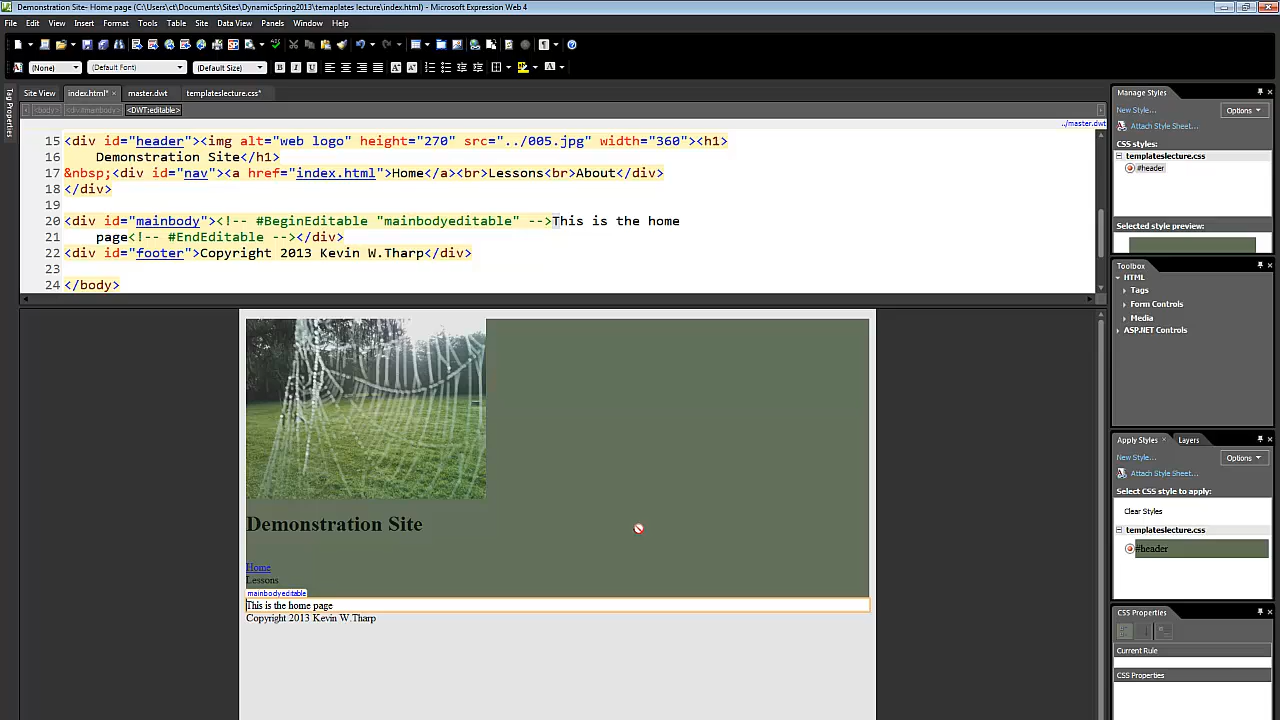 Demonstration Site- Home page (C:\Users\ct\Documents\Sites\DynamicSpring2013\temaplates lecture\index.html) - Microsoft Expression Web 4
File Edit View Insert Format Tools Table Site Data View Panels Window Help
(None) (Default Font) (Default Size) B I U
Site View index.html* × master.dwt templateslecture.css*
<body> <div#mainbody> <DWT:editable>
../master.dwt
Tag Properties
15 <div id="header"><img alt="web logo" height="270" src="../005.jpg" width="360"><h1>
16 Demonstration Site</h1>
17 &nbsp;<div id="nav"><a href="index.html">Home</a><br>Lessons<br>About</div>
18 </div>
19
20 <div id="mainbody"><!-- #BeginEditable "mainbodyeditable" -->This is the home
21 page<!-- #EndEditable --></div>
22 <div id="footer">Copyright 2013 Kevin W.Tharp</div>
23
24 </body>
Demonstration Site
Home
Lessons
mainbodyeditable
This is the home page
Copyright 2013 Kevin W.Tharp
Manage Styles
New Style... Options
Attach Style Sheet...
CSS styles:
templateslecture.css
#header
Selected style preview:
Toolbox
HTML
Tags
Form Controls
Media
ASP.NET Controls
Apply Styles × Layers
New Style... Options
Attach Style Sheet...
Select CSS style to apply:
Clear Styles
templateslecture.css
#header
CSS Properties
Current Rule
CSS Properties